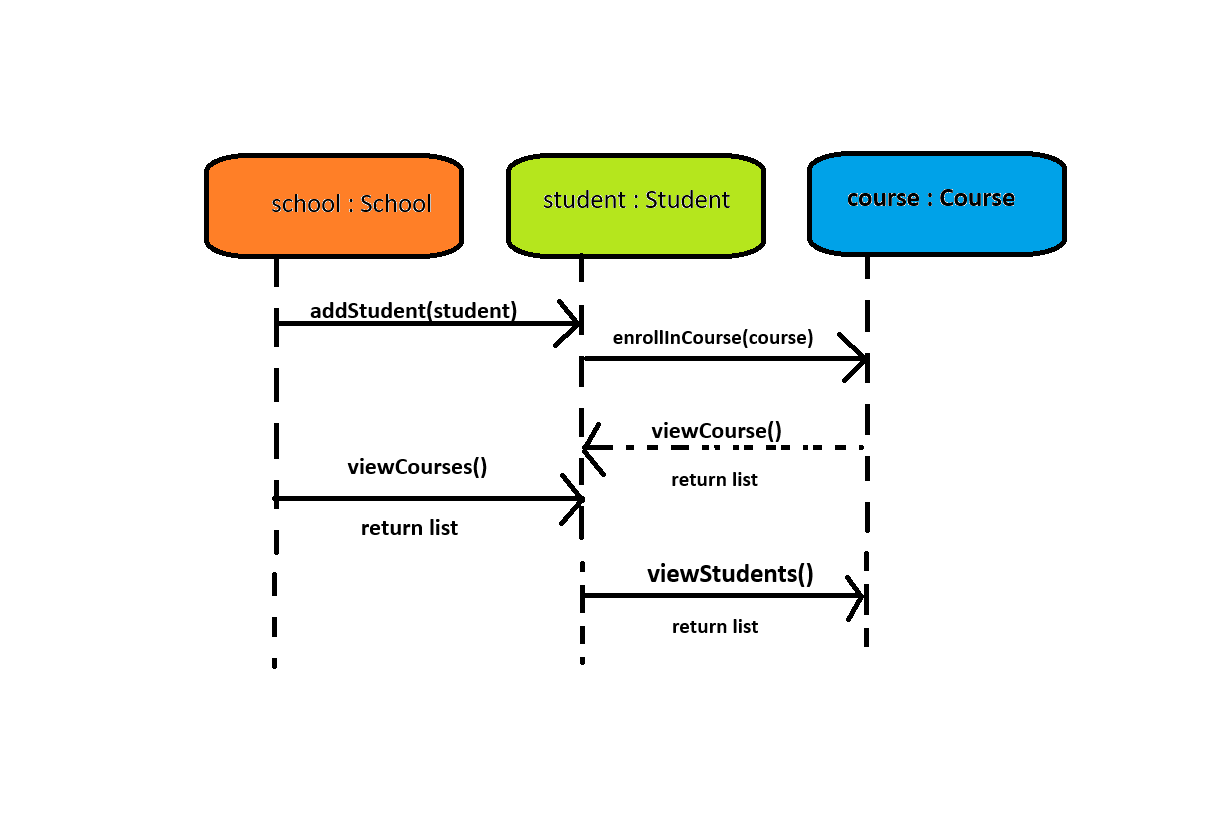 school : School
student : Student
course : Course
addStudent(student)
enrollInCourse(course)
viewCourse()
return list
viewCourses()
return list
viewStudents()
return list